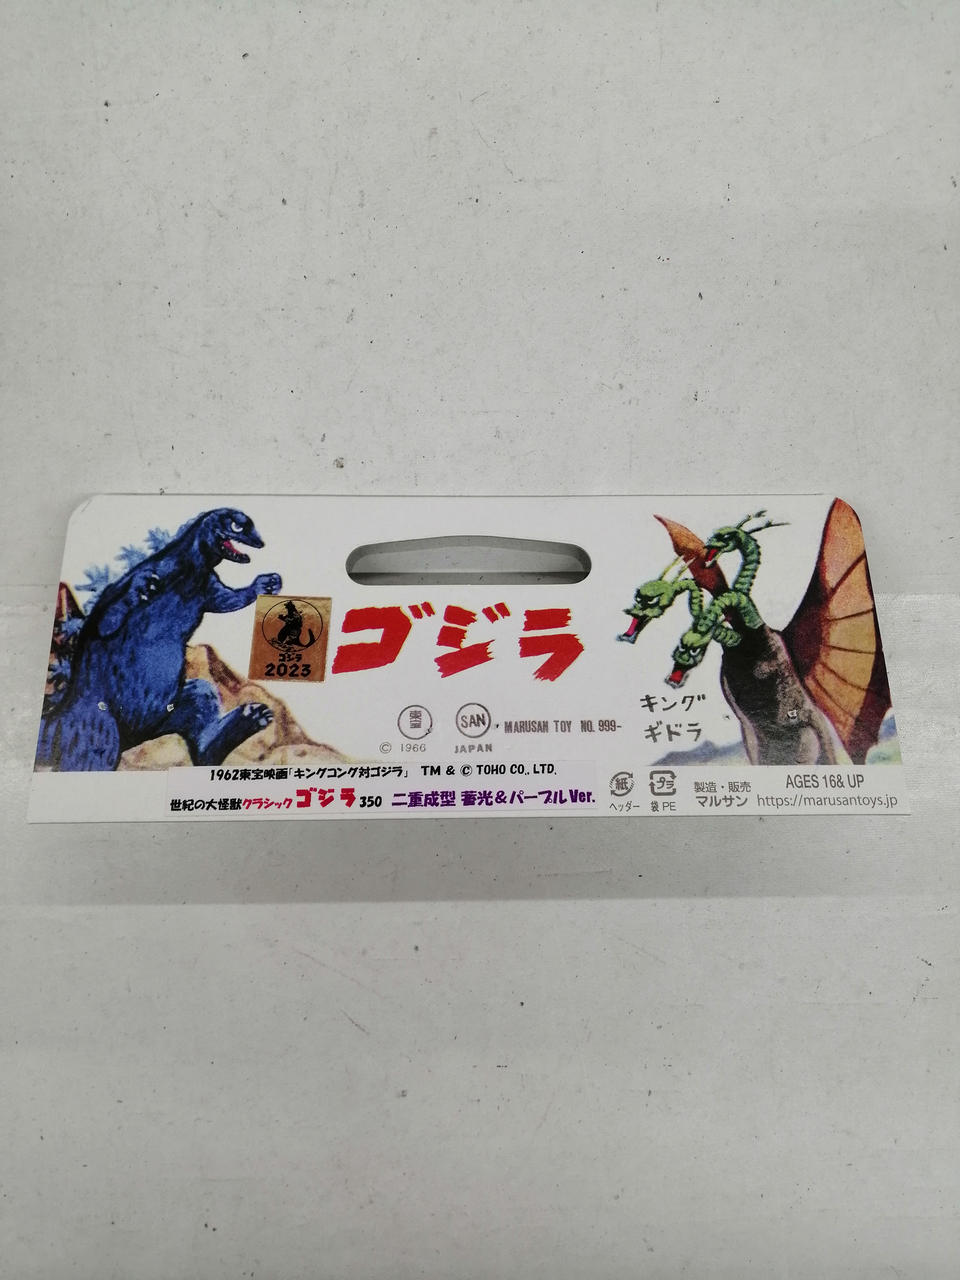 ゴジラ
ゴジラ
2023
キング
ギドラ
東宝
© 1966
SAN
JAPAN
MARUSAN TOY NO. 999-
1962東宝映画「キングコング対ゴジラ」 TM & © TOHO CO., LTD.
世紀の大怪獣クラシック ゴジラ 350 二重成型 蓄光&パープルVer.
紙
ヘッダー
プラ
袋 PE
製造・販売
マルサン
AGES 16& UP
https://marusantoys.jp